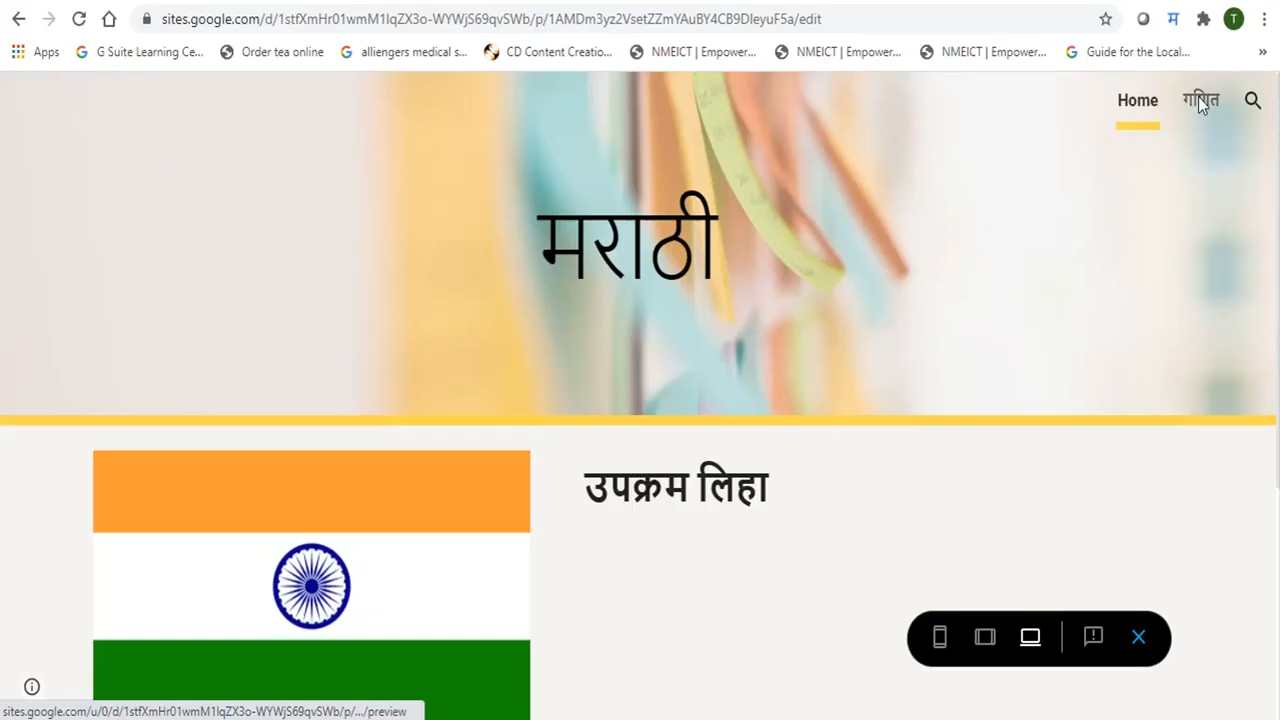 sites.google.com/d/1stfXmHr01wmM1lqZX3o-WYWjS69qvSWb/p/1AMDm3yz2VsetZZmYAuBY4CB9DleyuF5a/edit
T
Apps
G Suite Learning Ce...
Order tea online
alliengers medical s...
CD Content Creatio...
NMEICT | Empower...
NMEICT | Empower...
NMEICT | Empower...
Guide for the Local...
Home
गणित
मराठी
उपक्रम लिहा
sites.google.com/u/0/d/1stfXmHr01wmM1lqZX3o-WYWjS69qvSWb/p/.../preview